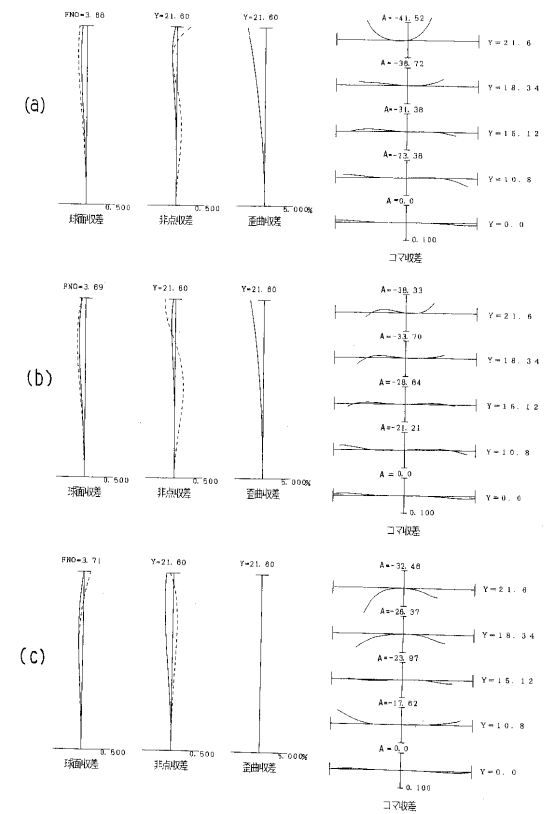 FNO=3.68 Y=21.60 Y=21.60 A=-41.52
Y=21.6
A=-36.72
Y=18.34
(a)
A=-31.38
Y=15.12
A=-23.38
Y=10.8
A=0.0
0.500 0.500 5.000% Y=0.0
球面収差 非点収差 歪曲収差 0.100
コマ収差
FNO=3.69 Y=21.60 Y=21.60 A=-38.33
Y=21.6
A=-33.70
Y=18.34
(b)
A=-28.64
Y=15.12
A=-21.21
Y=10.8
A=0.0
0.500 0.500 5.000% Y=0.0
球面収差 非点収差 歪曲収差 0.100
コマ収差
FNO=3.71 Y=21.60 Y=21.60 A=-32.46
Y=21.6
A=-28.37
Y=18.34
(c)
A=-23.97
Y=15.12
A=-17.62
Y=10.8
A=0.0
0.500 0.500 5.000% Y=0.0
球面収差 非点収差 歪曲収差 0.100
コマ収差